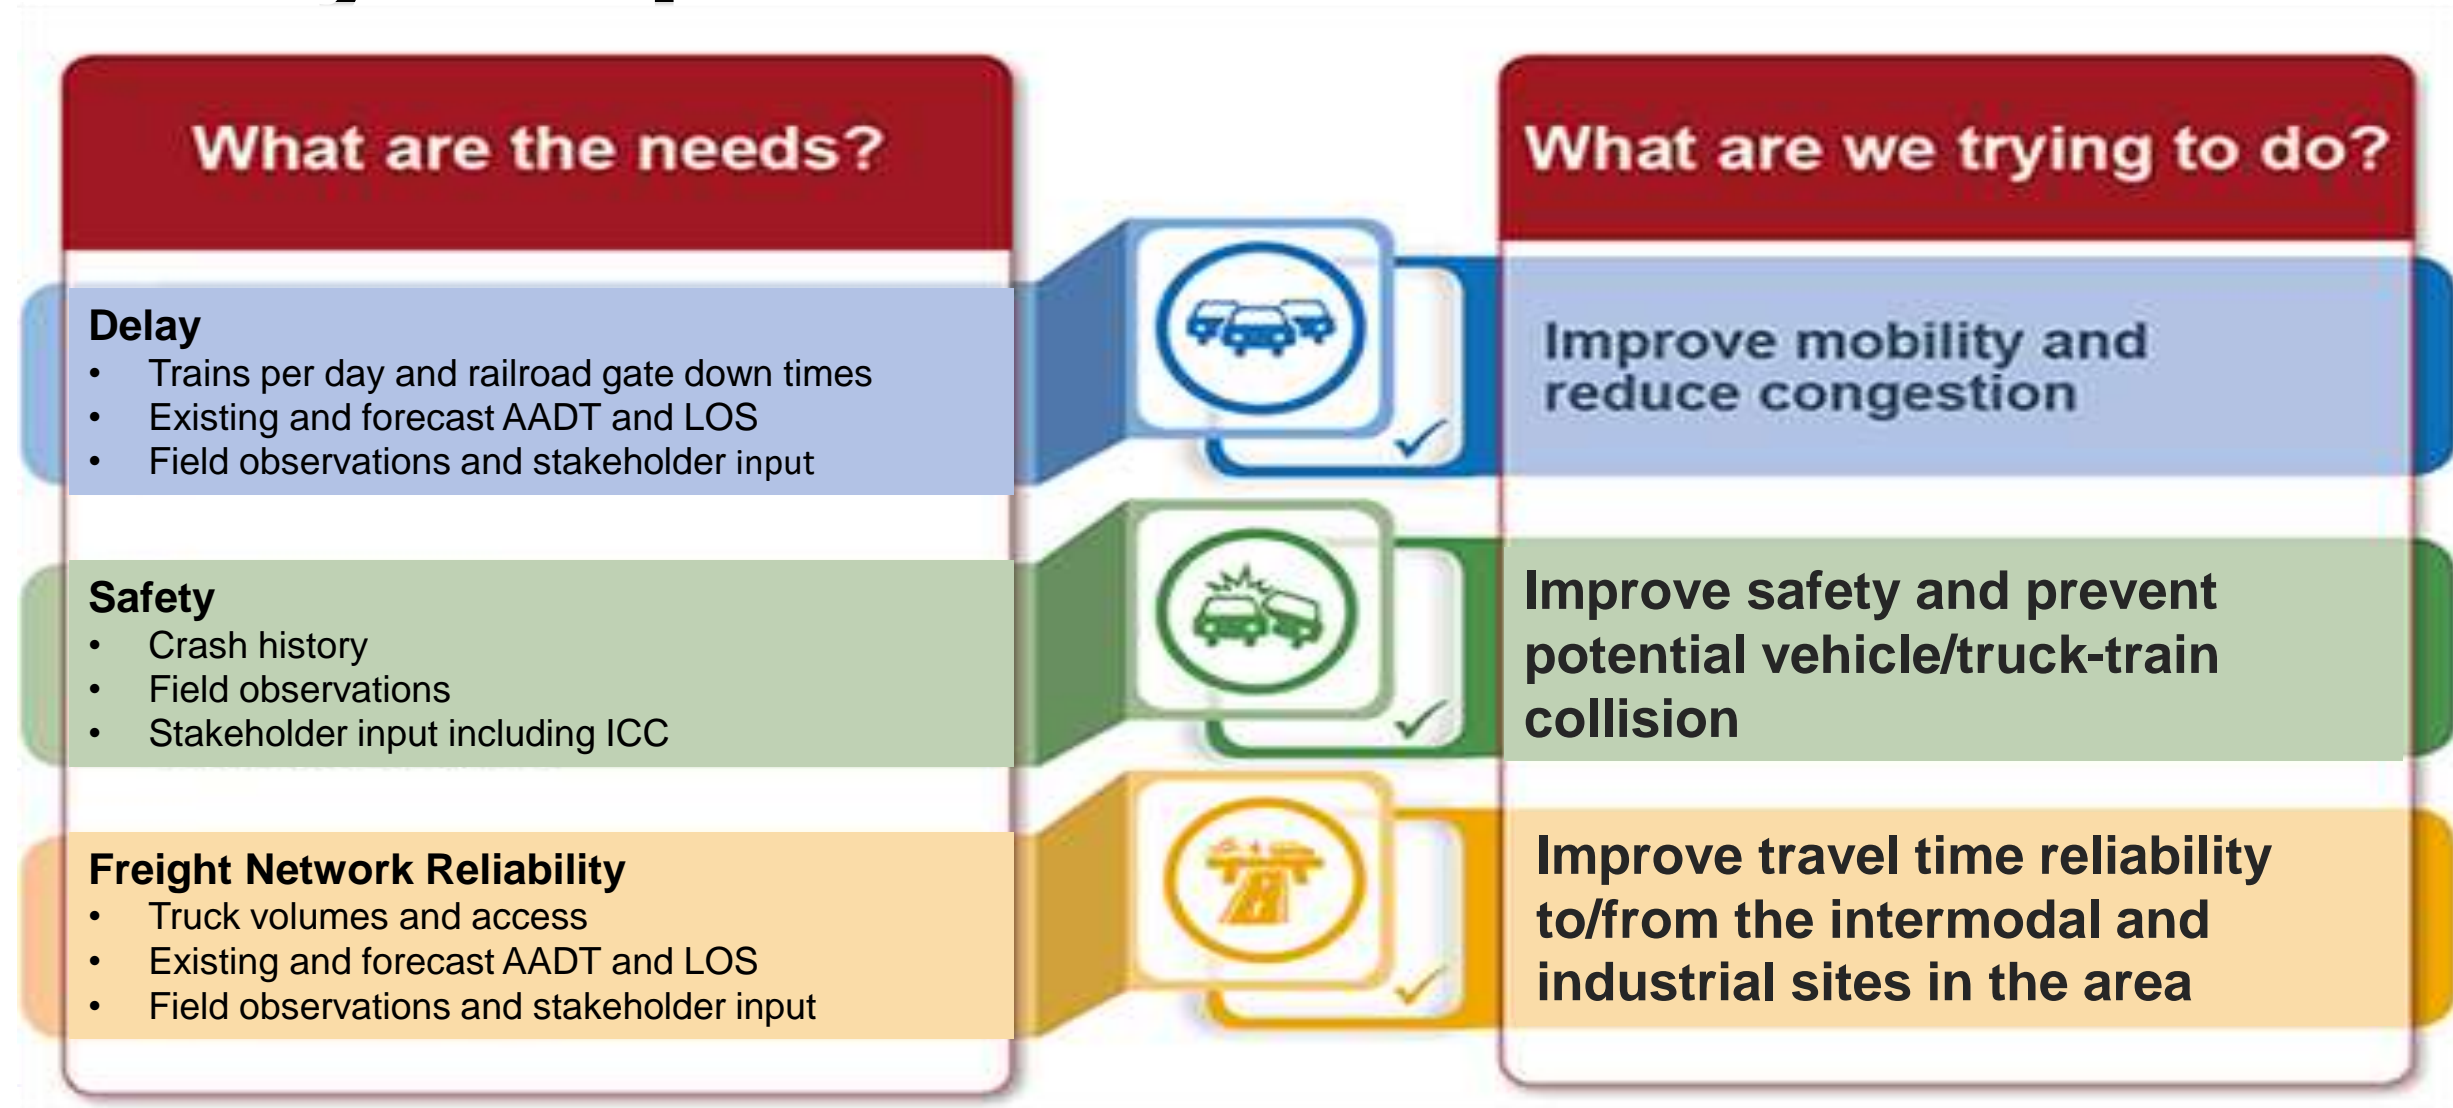 What are the needs?
Delay
• Trains per day and railroad gate down times
• Existing and forecast AADT and LOS
• Field observations and stakeholder input
Safety
• Crash history
• Field observations
• Stakeholder input including ICC
Freight Network Reliability
• Truck volumes and access
• Existing and forecast AADT and LOS
• Field observations and stakeholder input
What are we trying to do?
Improve mobility and
reduce congestion
Improve safety and prevent
potential vehicle/truck-train
collision
Improve travel time reliability
to/from the intermodal and
industrial sites in the area